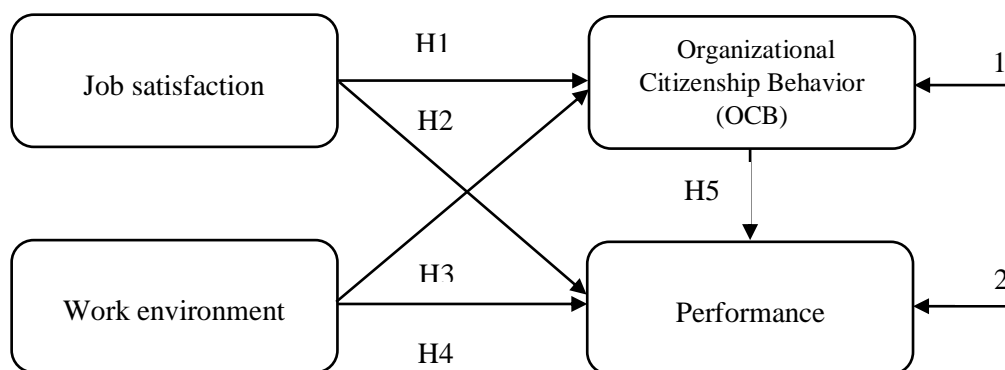 H1
Job satisfaction
Organizational
Citizenship Behavior
(OCB)
1
H2
H5
H3
Work environment
Performance
2
H4